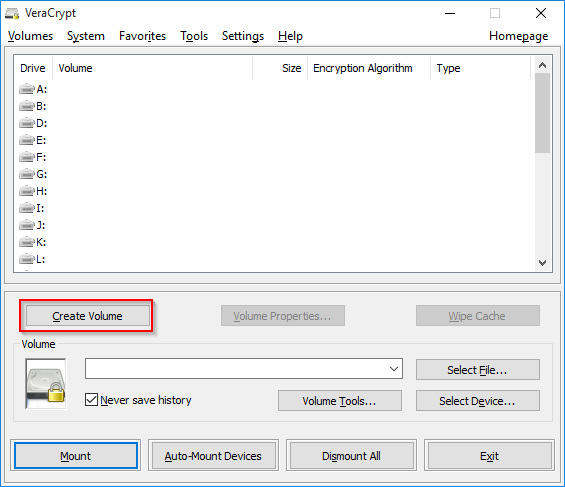 VeraCrypt
Volumes System Favorites Tools Settings Help Homepage
Drive Volume Size Encryption Algorithm Type
A:
B:
D:
E:
F:
G:
H:
I:
J:
K:
L:
Create Volume Volume Properties... Wipe Cache
Volume
Select File...
Never save history Volume Tools... Select Device...
Mount Auto-Mount Devices Dismount All Exit